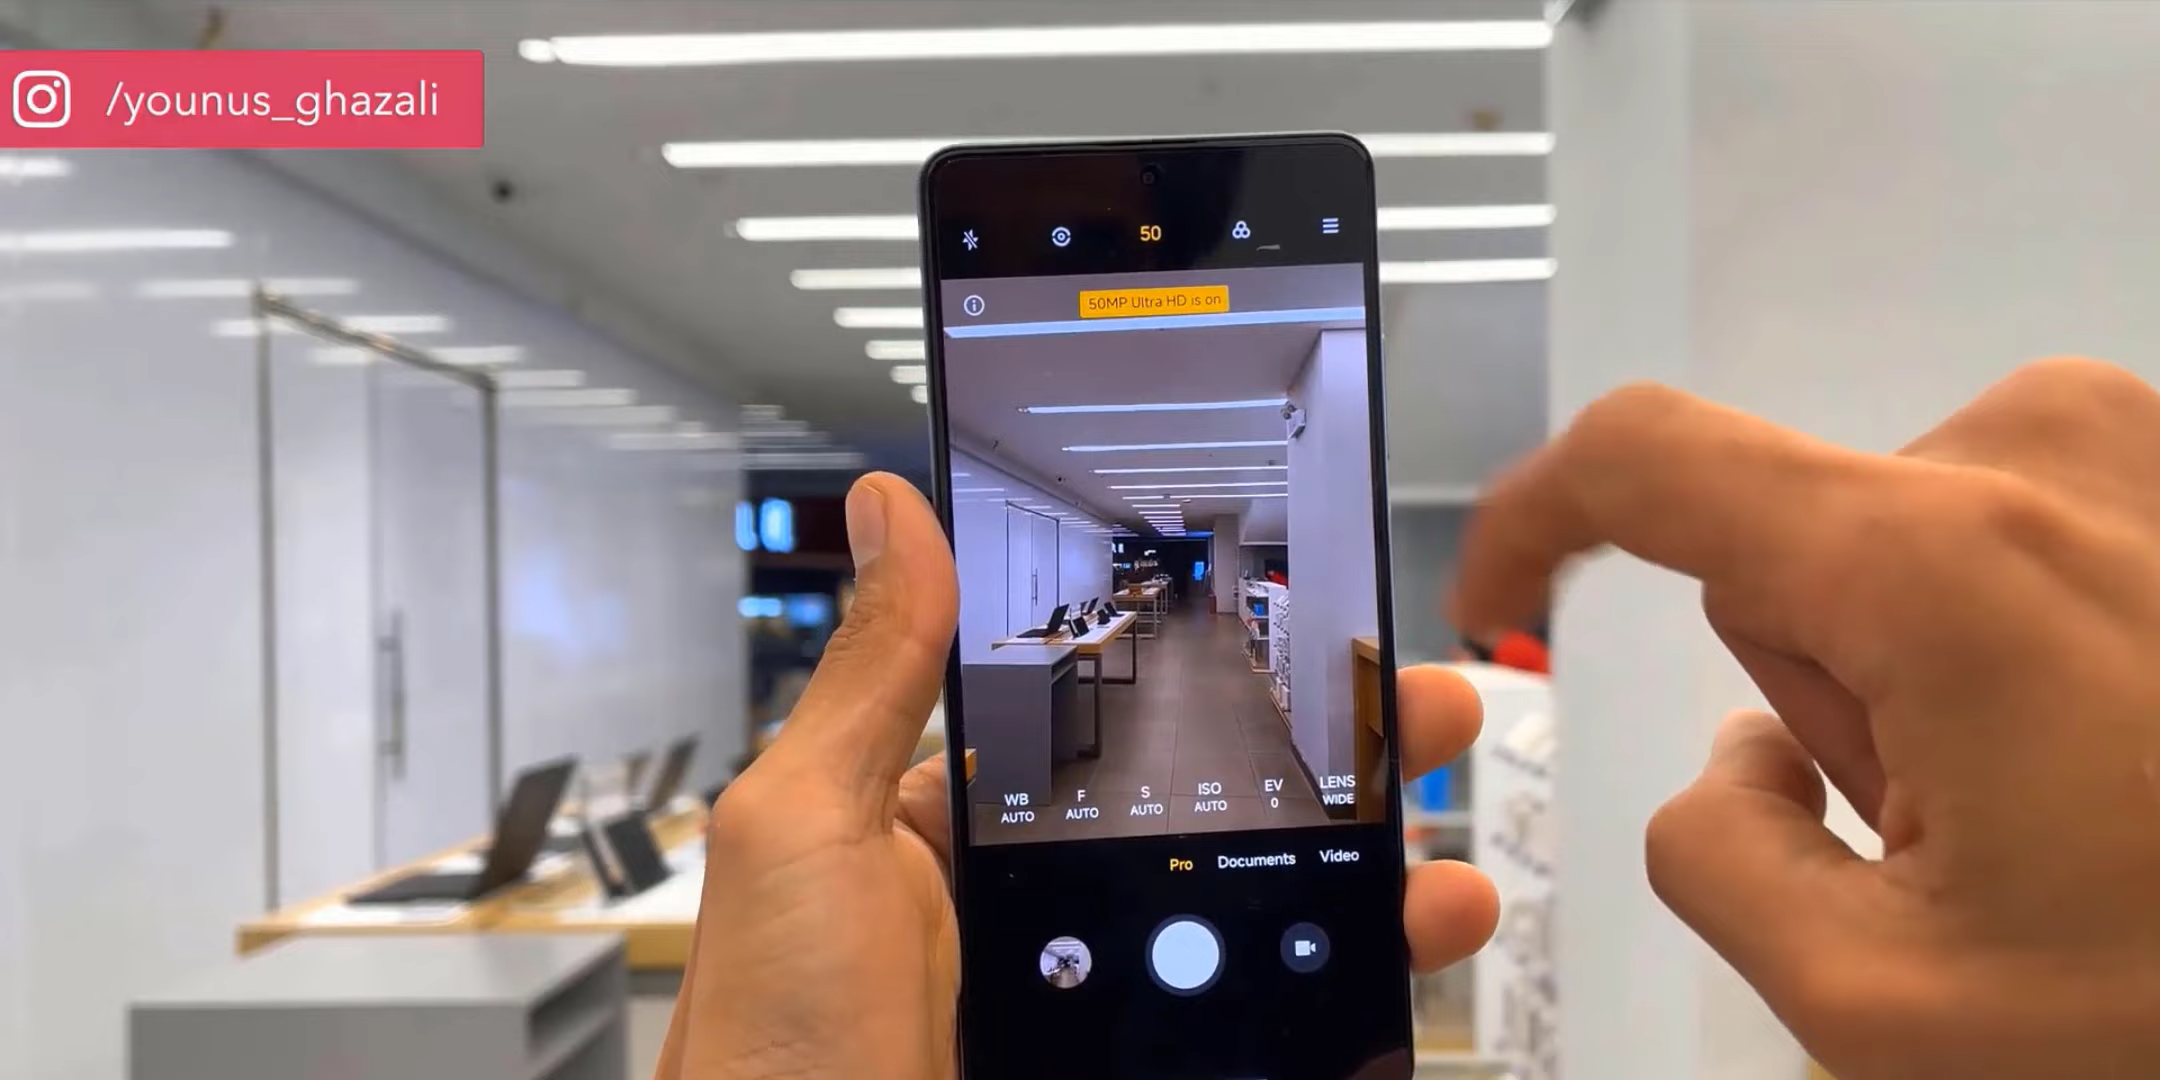 /younus_ghazali
50
50MP Ultra HD is on
WB F S ISO EV LENS
AUTO AUTO AUTO AUTO 0 WIDE
Pro Documents Video